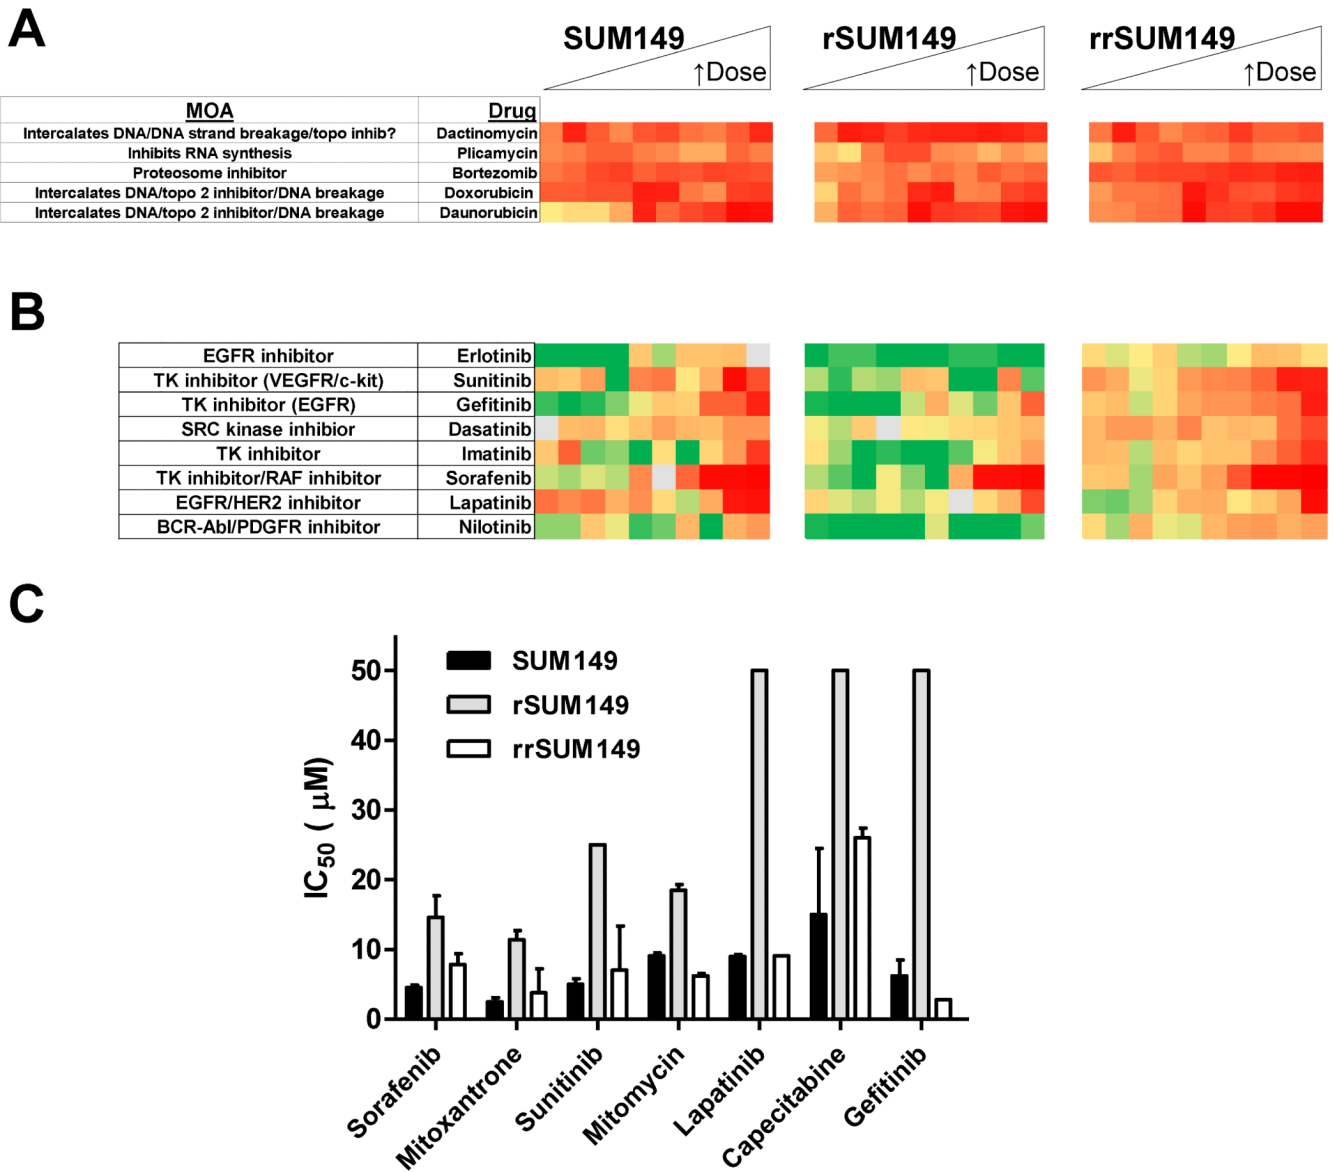 A
SUM149
↑Dose
rSUM149
↑Dose
rrSUM149
↑Dose
MOA Drug
Intercalates DNA/DNA strand breakage/topo inhib? Dactinomycin
Inhibits RNA synthesis Plicamycin
Proteosome inhibitor Bortezomib
Intercalates DNA/topo 2 inhibitor/DNA breakage Doxorubicin
Intercalates DNA/topo 2 inhibitor/DNA breakage Daunorubicin
B
EGFR inhibitor Erlotinib
TK inhibitor (VEGFR/c-kit) Sunitinib
TK inhibitor (EGFR) Gefitinib
SRC kinase inhibior Dasatinib
TK inhibitor Imatinib
TK inhibitor/RAF inhibitor Sorafenib
EGFR/HER2 inhibitor Lapatinib
BCR-Abl/PDGFR inhibitor Nilotinib
C
SUM149
rSUM149
rrSUM149
IC50 ( μM)
50
40
30
20
10
0
Sorafenib
Mitoxantrone
Sunitinib
Mitomycin
Lapatinib
Capecitabine
Gefitinib